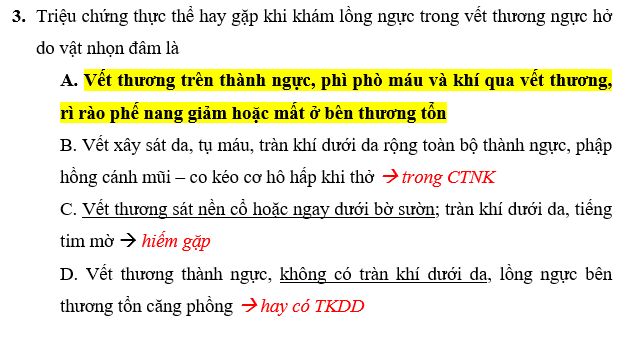 3. Triệu chứng thực thể hay gặp khi khám lồng ngực trong vết thương ngực hở
do vật nhọn đâm là
A. Vết thương trên thành ngực, phì phò máu và khí qua vết thương,
rì rào phế nang giảm hoặc mất ở bên thương tổn
B. Vết xây sát da, tụ máu, tràn khí dưới da rộng toàn bộ thành ngực, phập
hồng cánh mũi – co kéo cơ hô hấp khi thở → trong CTNK
C. Vết thương sát nền cổ hoặc ngay dưới bờ sườn; tràn khí dưới da, tiếng
tim mờ → hiếm gặp
D. Vết thương thành ngực, không có tràn khí dưới da, lồng ngực bên
thương tổn căng phồng → hay có TKDD